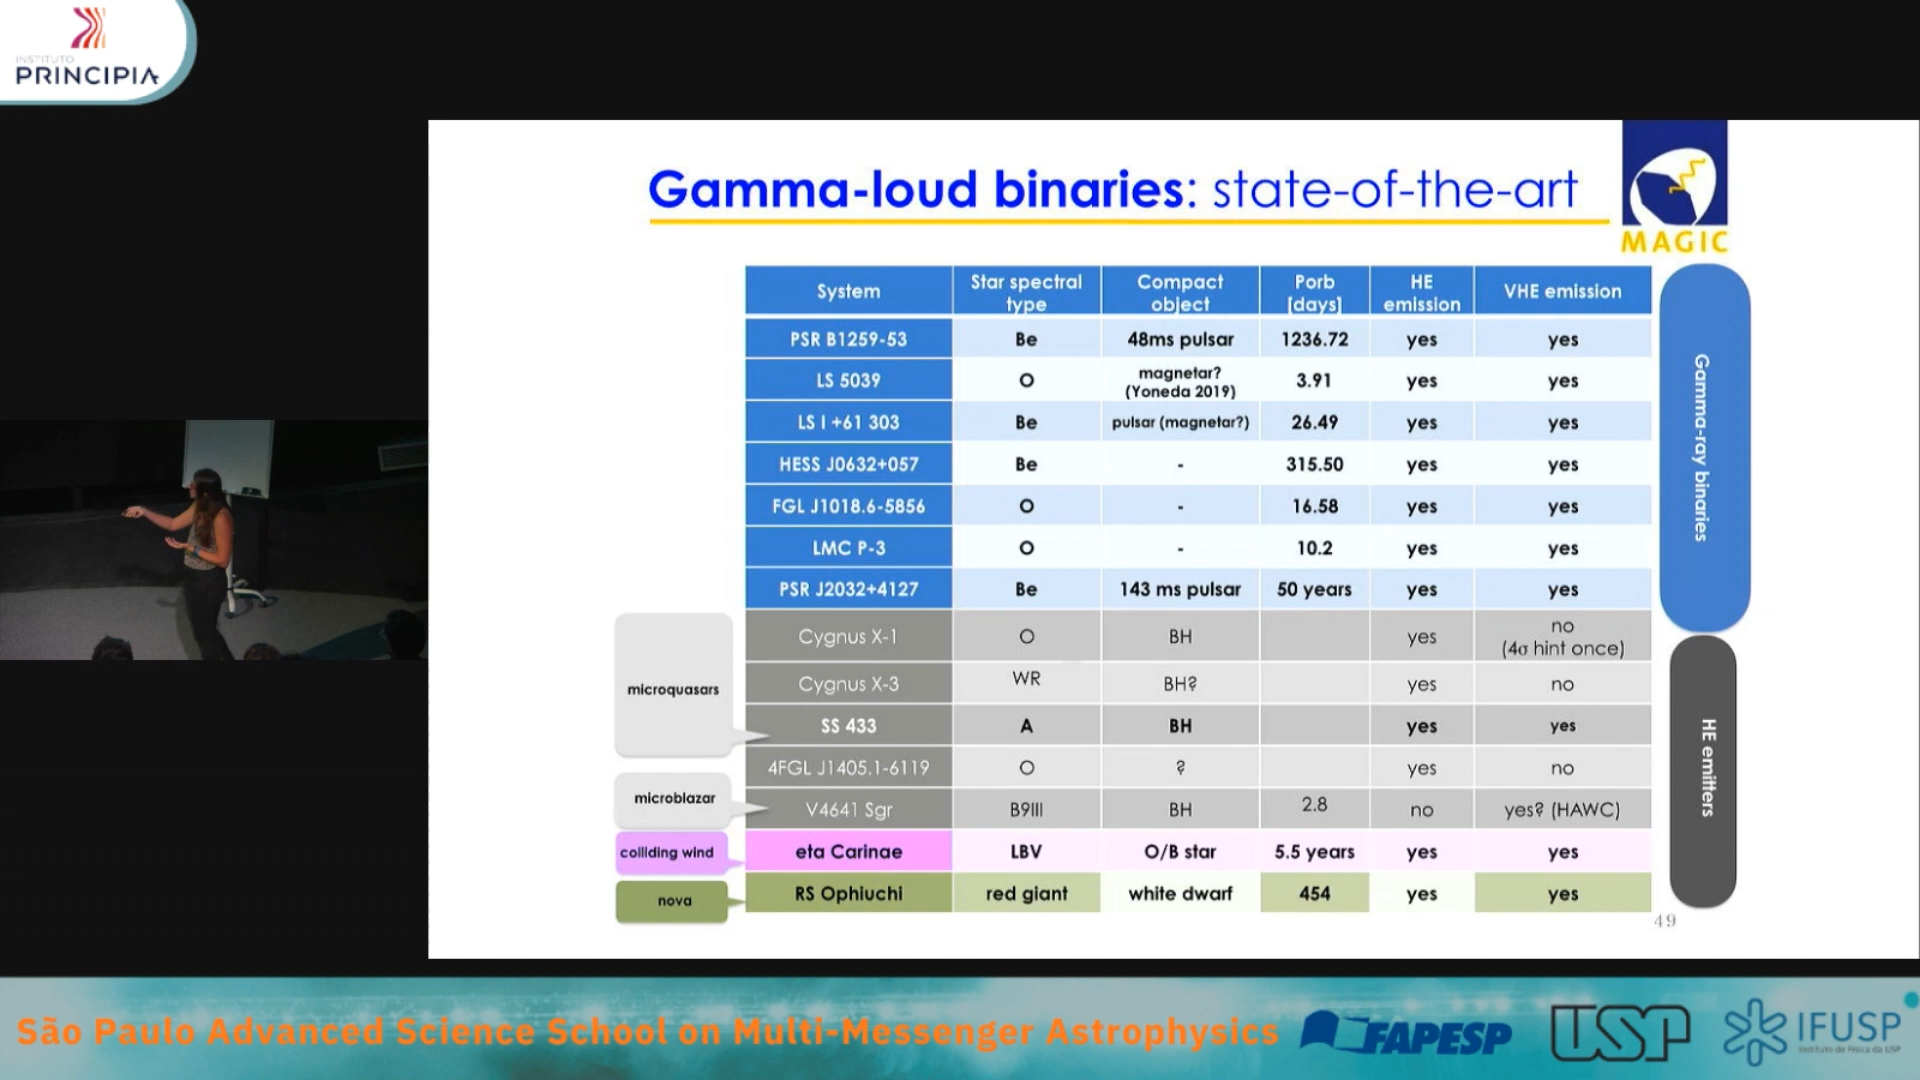 INSTITUTO
PRINCIPIA
Gamma-loud binaries: state-of-the-art
MAGIC
System Star spectral type Compact object Porb [days] HE emission VHE emission
PSR B1259-53 Be 48ms pulsar 1236.72 yes yes
LS 5039 O magnetar? (Yoneda 2019) 3.91 yes yes
LS I +61 303 Be pulsar (magnetar?) 26.49 yes yes
HESS J0632+057 Be - 315.50 yes yes
FGL J1018.6-5856 O - 16.58 yes yes
LMC P-3 O - 10.2 yes yes
PSR J2032+4127 Be 143 ms pulsar 50 years yes yes
Gamma-ray binaries
Cygnus X-1 O BH yes no (4σ hint once)
microquasars
Cygnus X-3 WR BH? yes no
SS 433 A BH yes yes
4FGL J1405.1-6119 O ? yes no
microblazar
V4641 Sgr B9III BH 2.8 no yes? (HAWC)
HE emitters
colliding wind
eta Carinae LBV O/B star 5.5 years yes yes
nova
RS Ophiuchi red giant white dwarf 454 yes yes
49
São Paulo Advanced Science School on Multi-Messenger Astrophysics
FAPESP
USP
IFUSP
Instituto de Física da USP